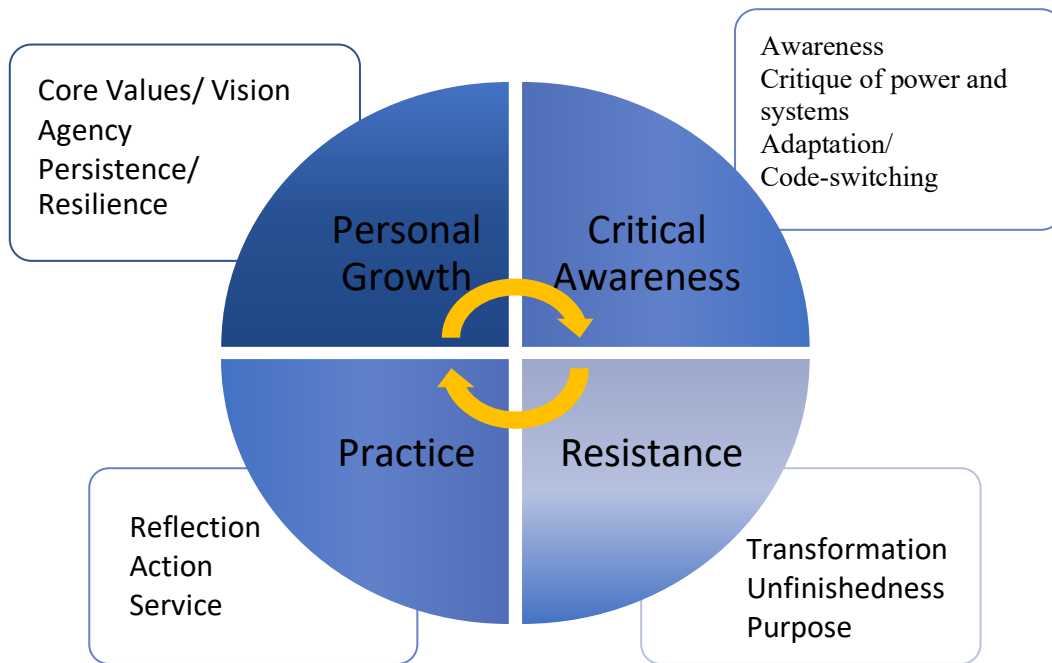 Core Values/ Vision
Agency
Persistence/
Resilience
Awareness
Critique of power and
systems
Adaptation/
Code-switching
Personal
Growth
Critical
Awareness
Practice
Resistance
Reflection
Action
Service
Transformation
Unfinishedness
Purpose